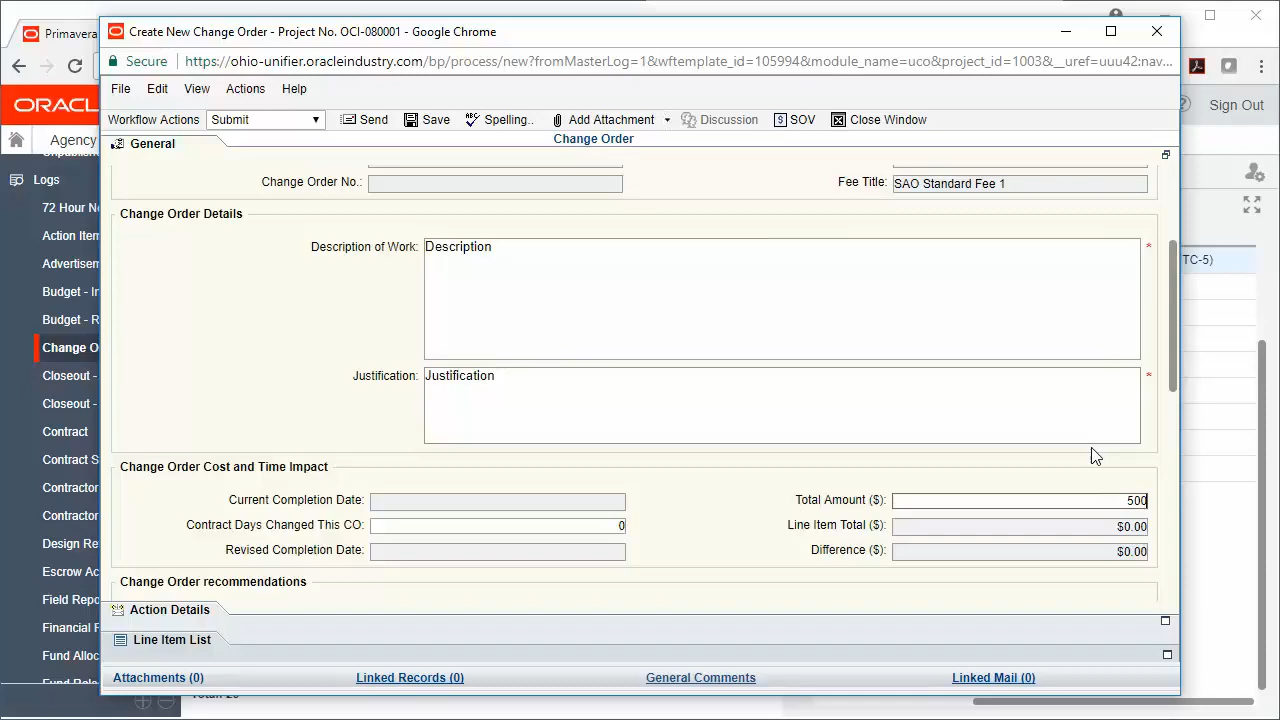 Primavera
Create New Change Order - Project No. OCI-080001 - Google Chrome
Secure https://ohio-unifier.oracleindustry.com/bp/process/new?fromMasterLog=1&wftemplate_id=105994&module_name=uco&project_id=1003&__uref=uuu42:nav...
ORACL
Sign Out
File Edit View Actions Help
Workflow Actions Submit Send Save Spelling. Add Attachment Discussion $ SOV Close Window
Agency
Change Order
General
Logs
Change Order No.:
Fee Title: SAO Standard Fee 1
72 Hour N
Change Order Details
Action Item
Description of Work: Description *
Advertisem
TC-5)
Budget - In
Budget - R
Change O
Justification: Justification *
Closeout -
Closeout -
Contract
Contract S
Change Order Cost and Time Impact
Contractor
Current Completion Date:
Total Amount ($): 500
Contractor
Contract Days Changed This CO: 0
Line Item Total ($): $0.00
Design Re
Revised Completion Date:
Difference ($): $0.00
Escrow Ac
Change Order recommendations
Field Repo
Action Details
Financial F
Line Item List
Fund Alloc
Attachments (0) Linked Records (0) General Comments Linked Mail (0)